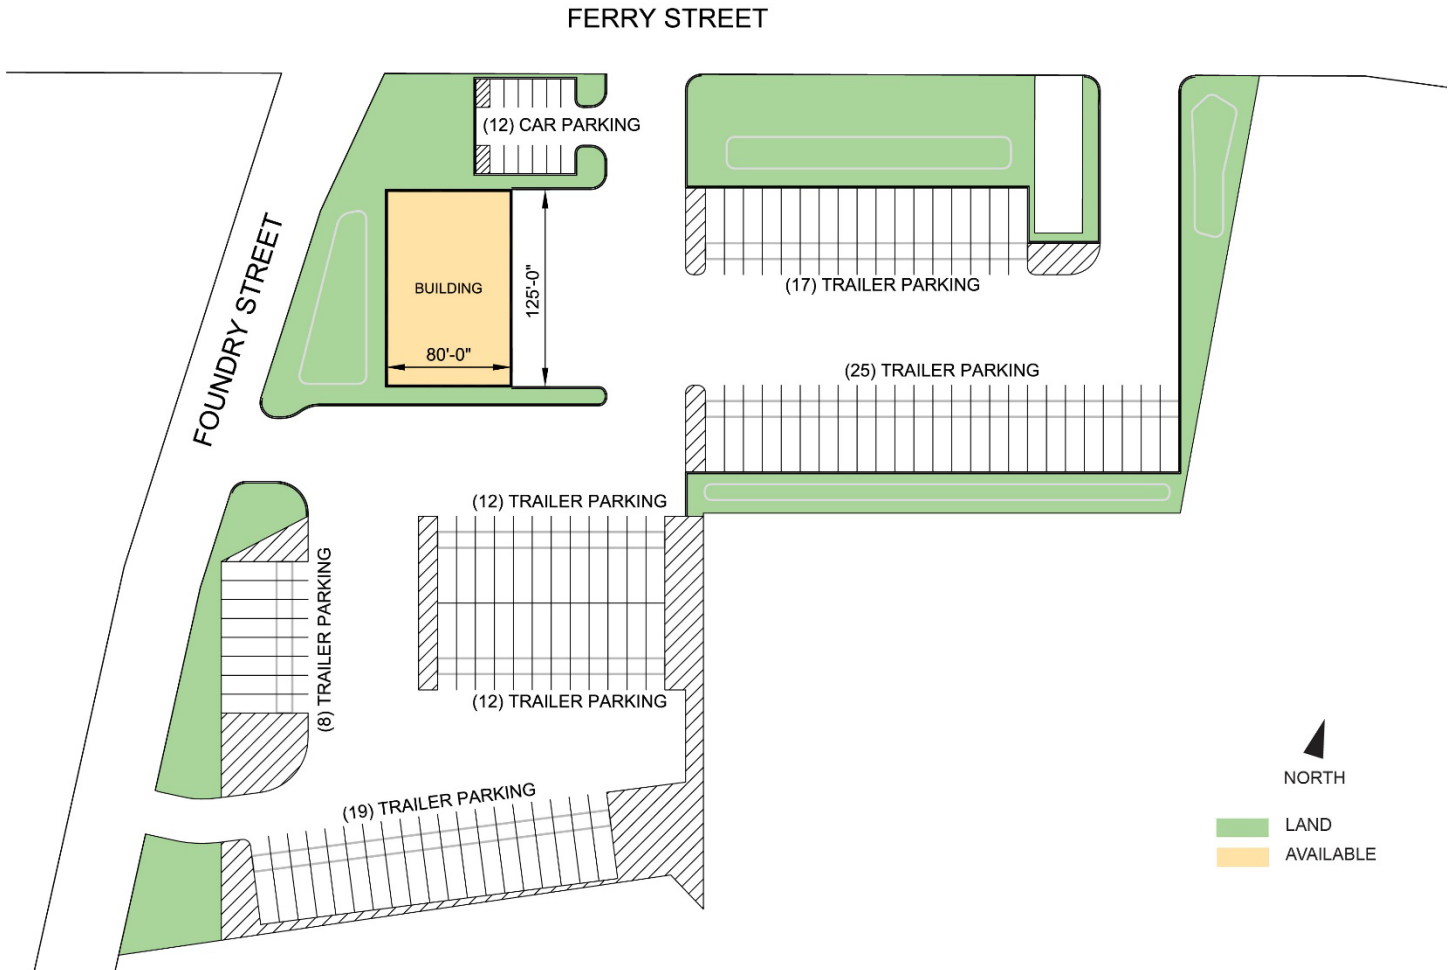 FERRY STREET
(12) CAR PARKING
FOUNDRY STREET
BUILDING
125'-0"
80'-0"
(17) TRAILER PARKING
(25) TRAILER PARKING
(12) TRAILER PARKING
(8) TRAILER PARKING
(12) TRAILER PARKING
(19) TRAILER PARKING
NORTH
LAND
AVAILABLE